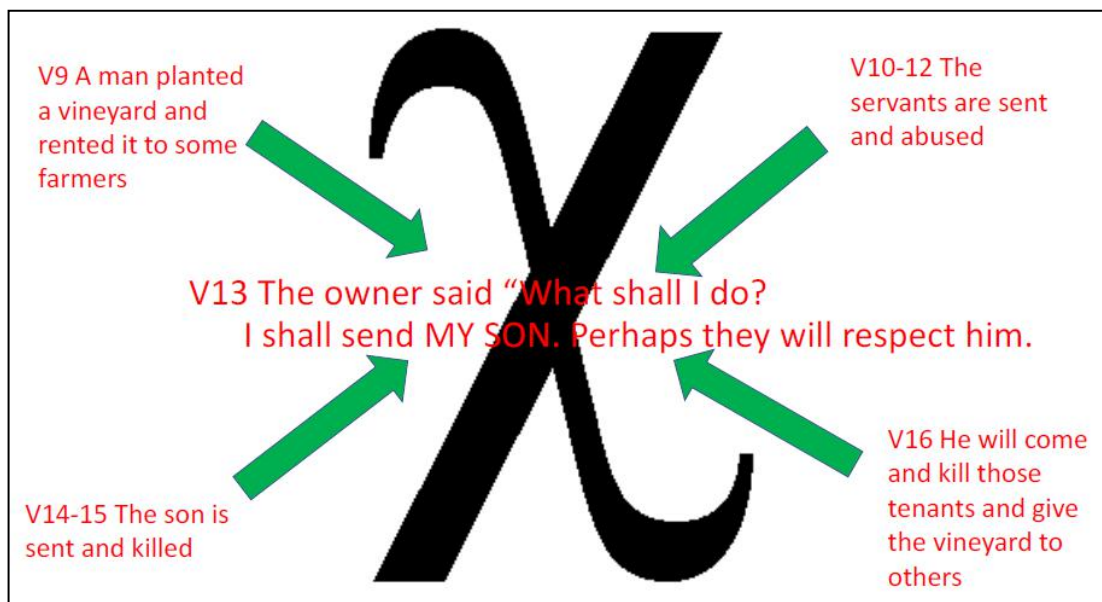 V9 A man planted
a vineyard and
rented it to some
farmers
V10-12 The
servants are sent
and abused
V13 The owner said “What shall I do?
I shall send MY SON. Perhaps they will respect him.
V14-15 The son is
sent and killed
V16 He will come
and kill those
tenants and give
the vineyard to
others